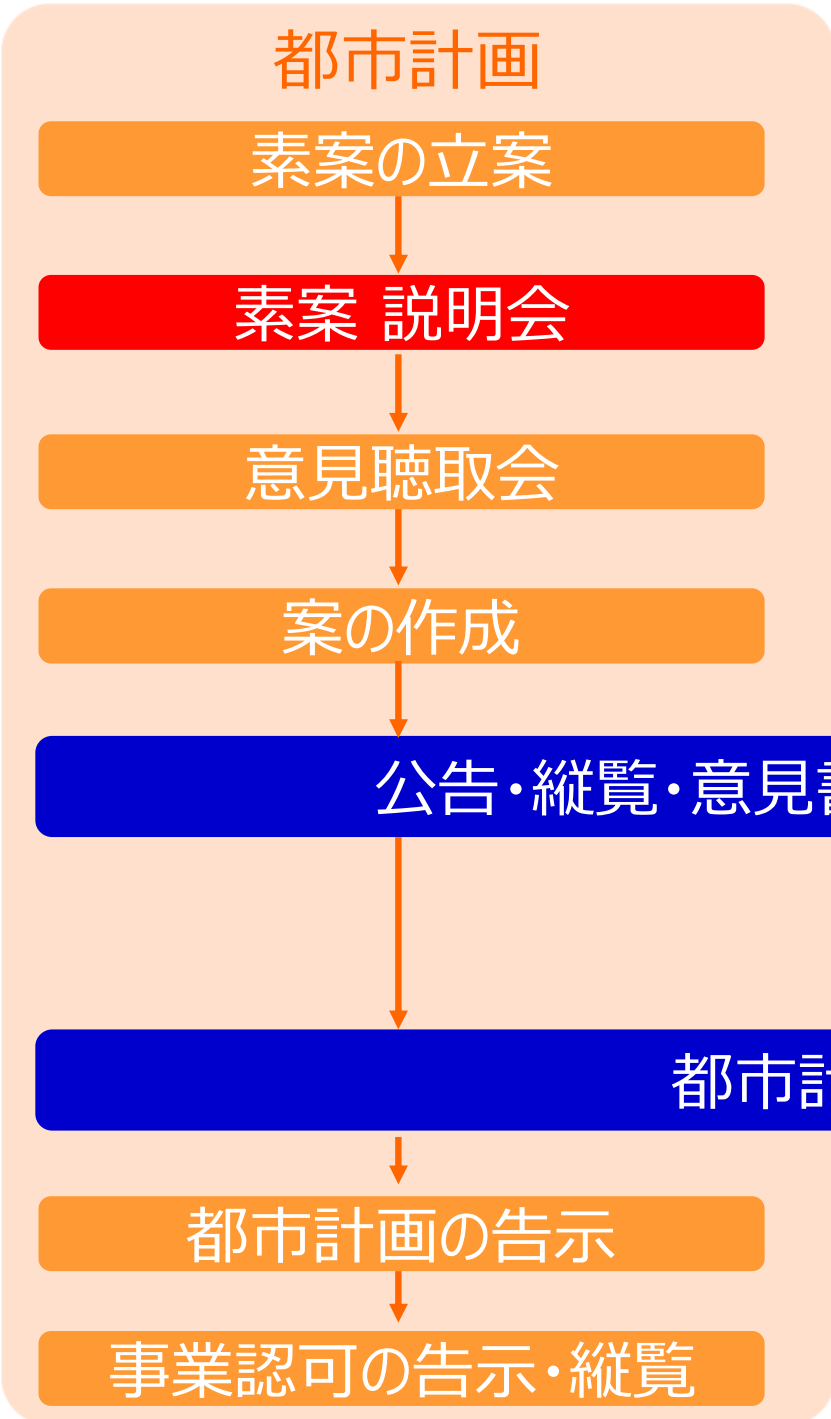 都市計画
素案の立案
素案 説明会
意見聴取会
案の作成
公告・縦覧・意見
都市
都市計画の告示
事業認可の告示・縦覧